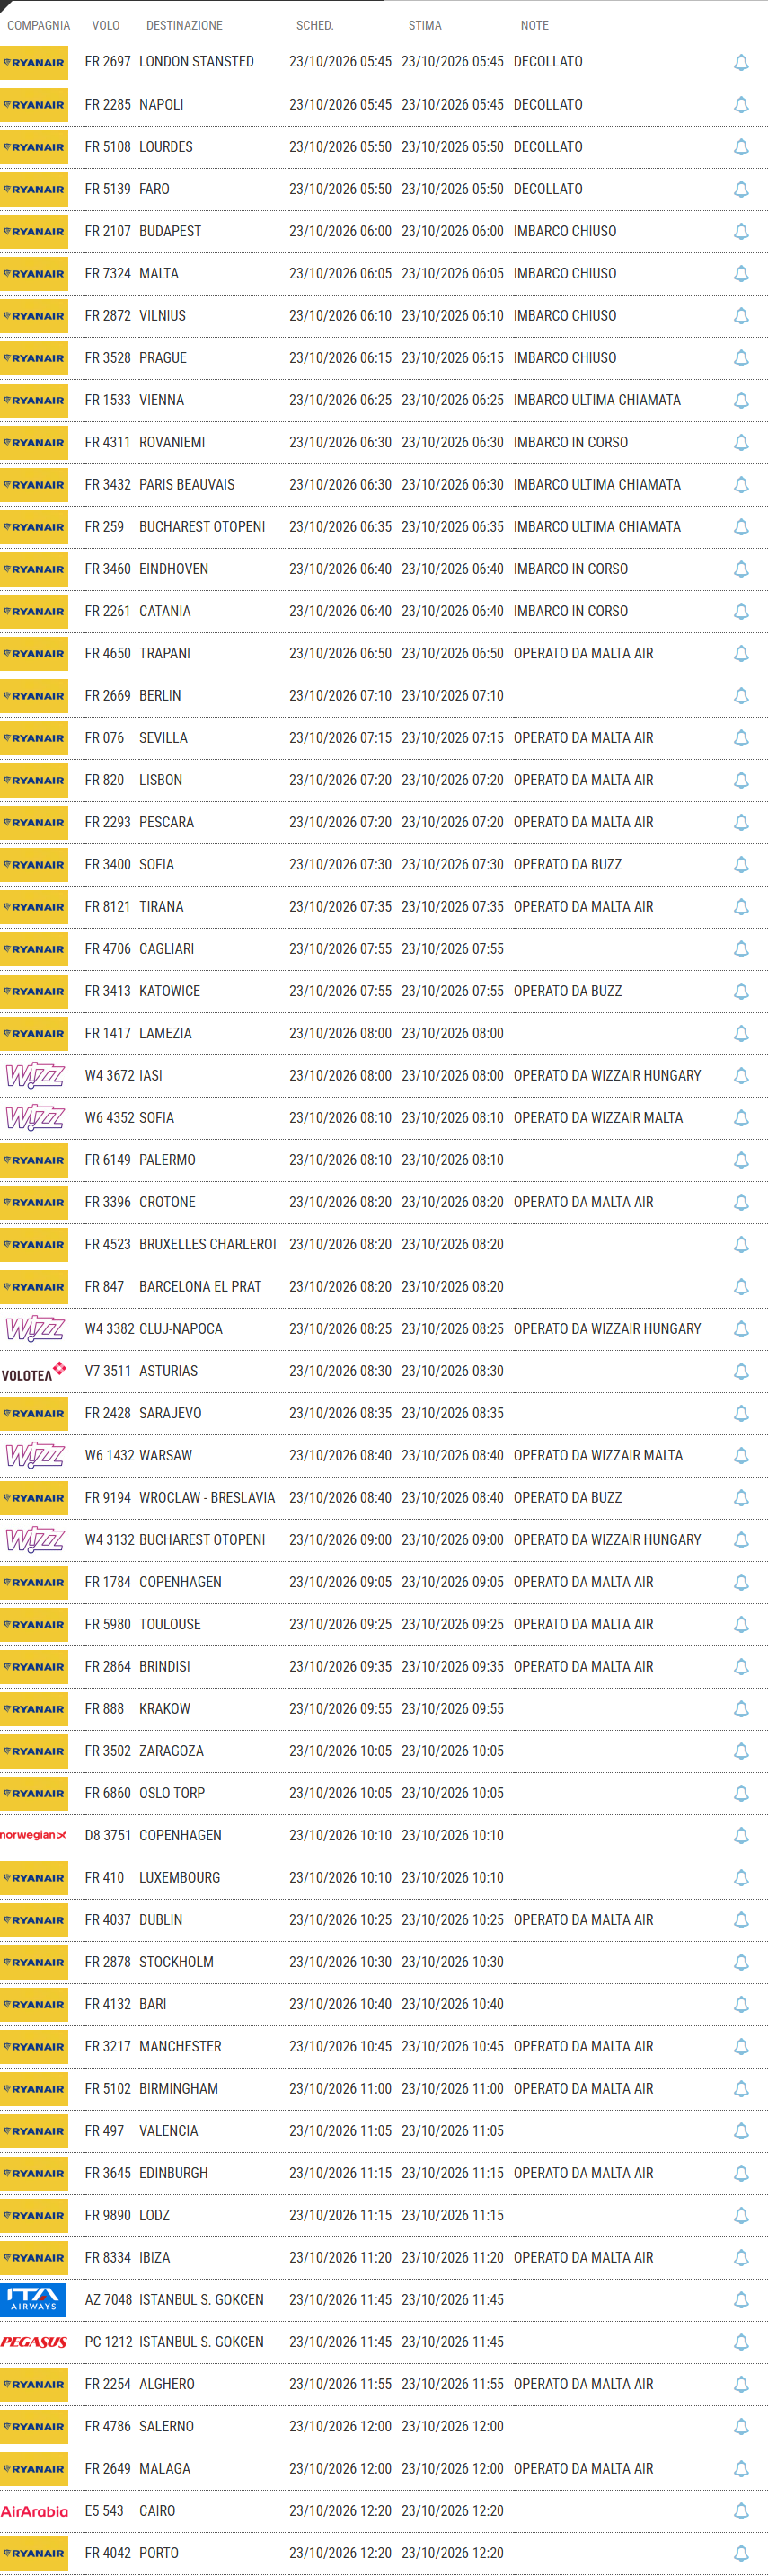 COMPAGNIA VOLO DESTINAZIONE SCHED. STIMA NOTE
RYANAIR FR 2697 LONDON STANSTED 23/10/2026 05:45 23/10/2026 05:45 DECOLLATO
RYANAIR FR 2285 NAPOLI 23/10/2026 05:45 23/10/2026 05:45 DECOLLATO
RYANAIR FR 5108 LOURDES 23/10/2026 05:50 23/10/2026 05:50 DECOLLATO
RYANAIR FR 5139 FARO 23/10/2026 05:50 23/10/2026 05:50 DECOLLATO
RYANAIR FR 2107 BUDAPEST 23/10/2026 06:00 23/10/2026 06:00 IMBARCO CHIUSO
RYANAIR FR 7324 MALTA 23/10/2026 06:05 23/10/2026 06:05 IMBARCO CHIUSO
RYANAIR FR 2872 VILNIUS 23/10/2026 06:10 23/10/2026 06:10 IMBARCO CHIUSO
RYANAIR FR 3528 PRAGUE 23/10/2026 06:15 23/10/2026 06:15 IMBARCO CHIUSO
RYANAIR FR 1533 VIENNA 23/10/2026 06:25 23/10/2026 06:25 IMBARCO ULTIMA CHIAMATA
RYANAIR FR 4311 ROVANIEMI 23/10/2026 06:30 23/10/2026 06:30 IMBARCO IN CORSO
RYANAIR FR 3432 PARIS BEAUVAIS 23/10/2026 06:30 23/10/2026 06:30 IMBARCO ULTIMA CHIAMATA
RYANAIR FR 259 BUCHAREST OTOPENI 23/10/2026 06:35 23/10/2026 06:35 IMBARCO ULTIMA CHIAMATA
RYANAIR FR 3460 EINDHOVEN 23/10/2026 06:40 23/10/2026 06:40 IMBARCO IN CORSO
RYANAIR FR 2261 CATANIA 23/10/2026 06:40 23/10/2026 06:40 IMBARCO IN CORSO
RYANAIR FR 4650 TRAPANI 23/10/2026 06:50 23/10/2026 06:50 OPERATO DA MALTA AIR
RYANAIR FR 2669 BERLIN 23/10/2026 07:10 23/10/2026 07:10
RYANAIR FR 076 SEVILLA 23/10/2026 07:15 23/10/2026 07:15 OPERATO DA MALTA AIR
RYANAIR FR 820 LISBON 23/10/2026 07:20 23/10/2026 07:20 OPERATO DA MALTA AIR
RYANAIR FR 2293 PESCARA 23/10/2026 07:20 23/10/2026 07:20 OPERATO DA MALTA AIR
RYANAIR FR 3400 SOFIA 23/10/2026 07:30 23/10/2026 07:30 OPERATO DA BUZZ
RYANAIR FR 8121 TIRANA 23/10/2026 07:35 23/10/2026 07:35 OPERATO DA MALTA AIR
RYANAIR FR 4706 CAGLIARI 23/10/2026 07:55 23/10/2026 07:55
RYANAIR FR 3413 KATOWICE 23/10/2026 07:55 23/10/2026 07:55 OPERATO DA BUZZ
RYANAIR FR 1417 LAMEZIA 23/10/2026 08:00 23/10/2026 08:00
WIZZ W4 3672 IASI 23/10/2026 08:00 23/10/2026 08:00 OPERATO DA WIZZAIR HUNGARY
WIZZ W6 4352 SOFIA 23/10/2026 08:10 23/10/2026 08:10 OPERATO DA WIZZAIR MALTA
RYANAIR FR 6149 PALERMO 23/10/2026 08:10 23/10/2026 08:10
RYANAIR FR 3396 CROTONE 23/10/2026 08:20 23/10/2026 08:20 OPERATO DA MALTA AIR
RYANAIR FR 4523 BRUXELLES CHARLEROI 23/10/2026 08:20 23/10/2026 08:20
RYANAIR FR 847 BARCELONA EL PRAT 23/10/2026 08:20 23/10/2026 08:20
WIZZ W4 3382 CLUJ-NAPOCA 23/10/2026 08:25 23/10/2026 08:25 OPERATO DA WIZZAIR HUNGARY
VOLOTEA V7 3511 ASTURIAS 23/10/2026 08:30 23/10/2026 08:30
RYANAIR FR 2428 SARAJEVO 23/10/2026 08:35 23/10/2026 08:35
WIZZ W6 1432 WARSAW 23/10/2026 08:40 23/10/2026 08:40 OPERATO DA WIZZAIR MALTA
RYANAIR FR 9194 WROCLAW - BRESLAVIA 23/10/2026 08:40 23/10/2026 08:40 OPERATO DA BUZZ
WIZZ W4 3132 BUCHAREST OTOPENI 23/10/2026 09:00 23/10/2026 09:00 OPERATO DA WIZZAIR HUNGARY
RYANAIR FR 1784 COPENHAGEN 23/10/2026 09:05 23/10/2026 09:05 OPERATO DA MALTA AIR
RYANAIR FR 5980 TOULOUSE 23/10/2026 09:25 23/10/2026 09:25 OPERATO DA MALTA AIR
RYANAIR FR 2864 BRINDISI 23/10/2026 09:35 23/10/2026 09:35 OPERATO DA MALTA AIR
RYANAIR FR 888 KRAKOW 23/10/2026 09:55 23/10/2026 09:55
RYANAIR FR 3502 ZARAGOZA 23/10/2026 10:05 23/10/2026 10:05
RYANAIR FR 6860 OSLO TORP 23/10/2026 10:05 23/10/2026 10:05
norwegian D8 3751 COPENHAGEN 23/10/2026 10:10 23/10/2026 10:10
RYANAIR FR 410 LUXEMBOURG 23/10/2026 10:10 23/10/2026 10:10
RYANAIR FR 4037 DUBLIN 23/10/2026 10:25 23/10/2026 10:25 OPERATO DA MALTA AIR
RYANAIR FR 2878 STOCKHOLM 23/10/2026 10:30 23/10/2026 10:30
RYANAIR FR 4132 BARI 23/10/2026 10:40 23/10/2026 10:40
RYANAIR FR 3217 MANCHESTER 23/10/2026 10:45 23/10/2026 10:45 OPERATO DA MALTA AIR
RYANAIR FR 5102 BIRMINGHAM 23/10/2026 11:00 23/10/2026 11:00 OPERATO DA MALTA AIR
RYANAIR FR 497 VALENCIA 23/10/2026 11:05 23/10/2026 11:05
RYANAIR FR 3645 EDINBURGH 23/10/2026 11:15 23/10/2026 11:15 OPERATO DA MALTA AIR
RYANAIR FR 9890 LODZ 23/10/2026 11:15 23/10/2026 11:15
RYANAIR FR 8334 IBIZA 23/10/2026 11:20 23/10/2026 11:20 OPERATO DA MALTA AIR
ITA AIRWAYS AZ 7048 ISTANBUL S. GOKCEN 23/10/2026 11:45 23/10/2026 11:45
PEGASUS PC 1212 ISTANBUL S. GOKCEN 23/10/2026 11:45 23/10/2026 11:45
RYANAIR FR 2254 ALGHERO 23/10/2026 11:55 23/10/2026 11:55 OPERATO DA MALTA AIR
RYANAIR FR 4786 SALERNO 23/10/2026 12:00 23/10/2026 12:00
RYANAIR FR 2649 MALAGA 23/10/2026 12:00 23/10/2026 12:00 OPERATO DA MALTA AIR
AirArabia E5 543 CAIRO 23/10/2026 12:20 23/10/2026 12:20
RYANAIR FR 4042 PORTO 23/10/2026 12:20 23/10/2026 12:20